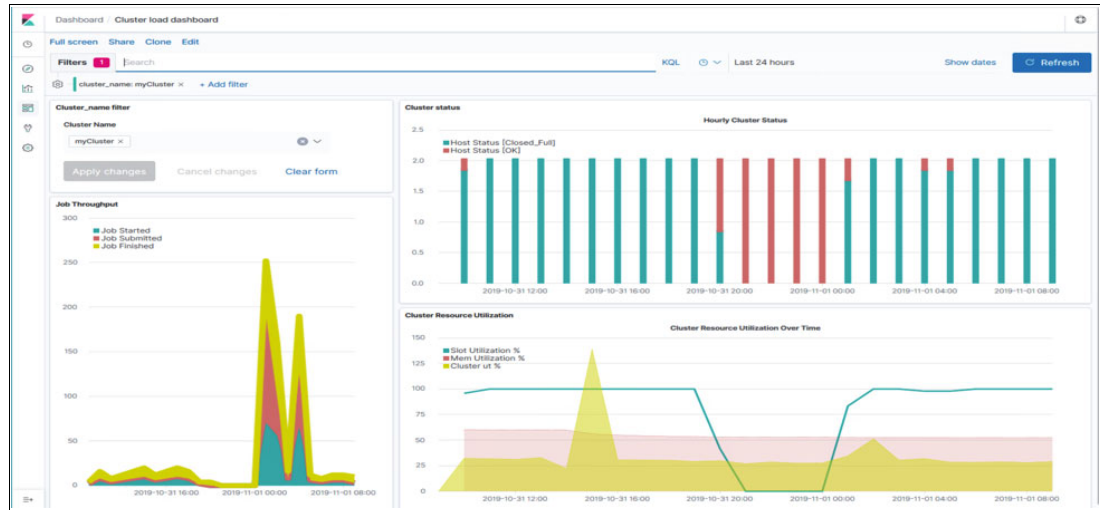 Dashboard / Cluster load dashboard
Full screen Share Clone Edit
Filters 1 Search KQL Last 24 hours Show dates Refresh
cluster_name: myCluster × + Add filter
Cluster_name filter
Cluster Name
myCluster ×
Apply changes Cancel changes Clear form
Cluster status
Hourly Cluster Status
Host Status [Closed_Full]
Host Status [OK]
2.5
2.0
1.5
1.0
0.5
0.0
2019-10-31 12:00 2019-10-31 16:00 2019-10-31 20:00 2019-11-01 00:00 2019-11-01 04:00 2019-11-01 08:00
Job Throughput
Job Started
Job Submitted
Job Finished
300
250
200
150
100
50
0
2019-10-31 16:00 2019-11-01 00:00 2019-11-01 08:00
Cluster Resource Utilization
Cluster Resource Utilization Over Time
Slot Utilization %
Mem Utilization %
Cluster ut %
150
125
100
75
50
25
0
2019-10-31 12:00 2019-10-31 16:00 2019-10-31 20:00 2019-11-01 00:00 2019-11-01 04:00 2019-11-01 08:00